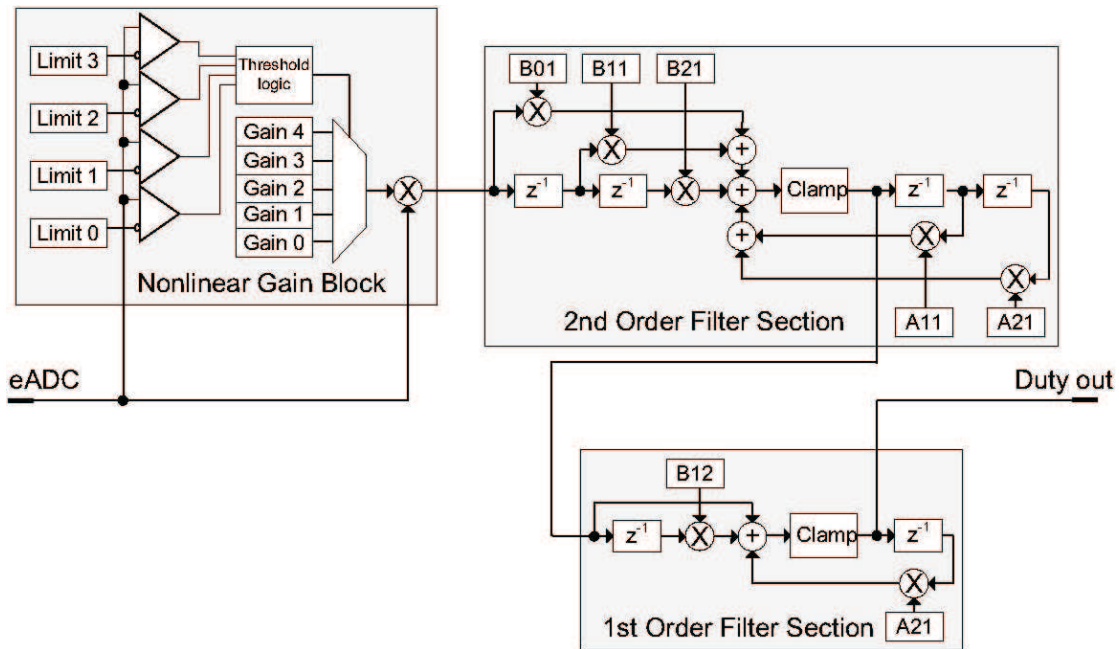 Limit 3
Limit 2
Limit 1
Limit 0
Threshold
logic
Gain 4
Gain 3
Gain 2
Gain 1
Gain 0
X
Nonlinear Gain Block
eADC
B01
B11
B21
X
X
X
+
+
+
z⁻¹
z⁻¹
Clamp
z⁻¹
z⁻¹
X
X
A11
A21
2nd Order Filter Section
Duty out
B12
z⁻¹
X
+
Clamp
z⁻¹
X
A21
1st Order Filter Section